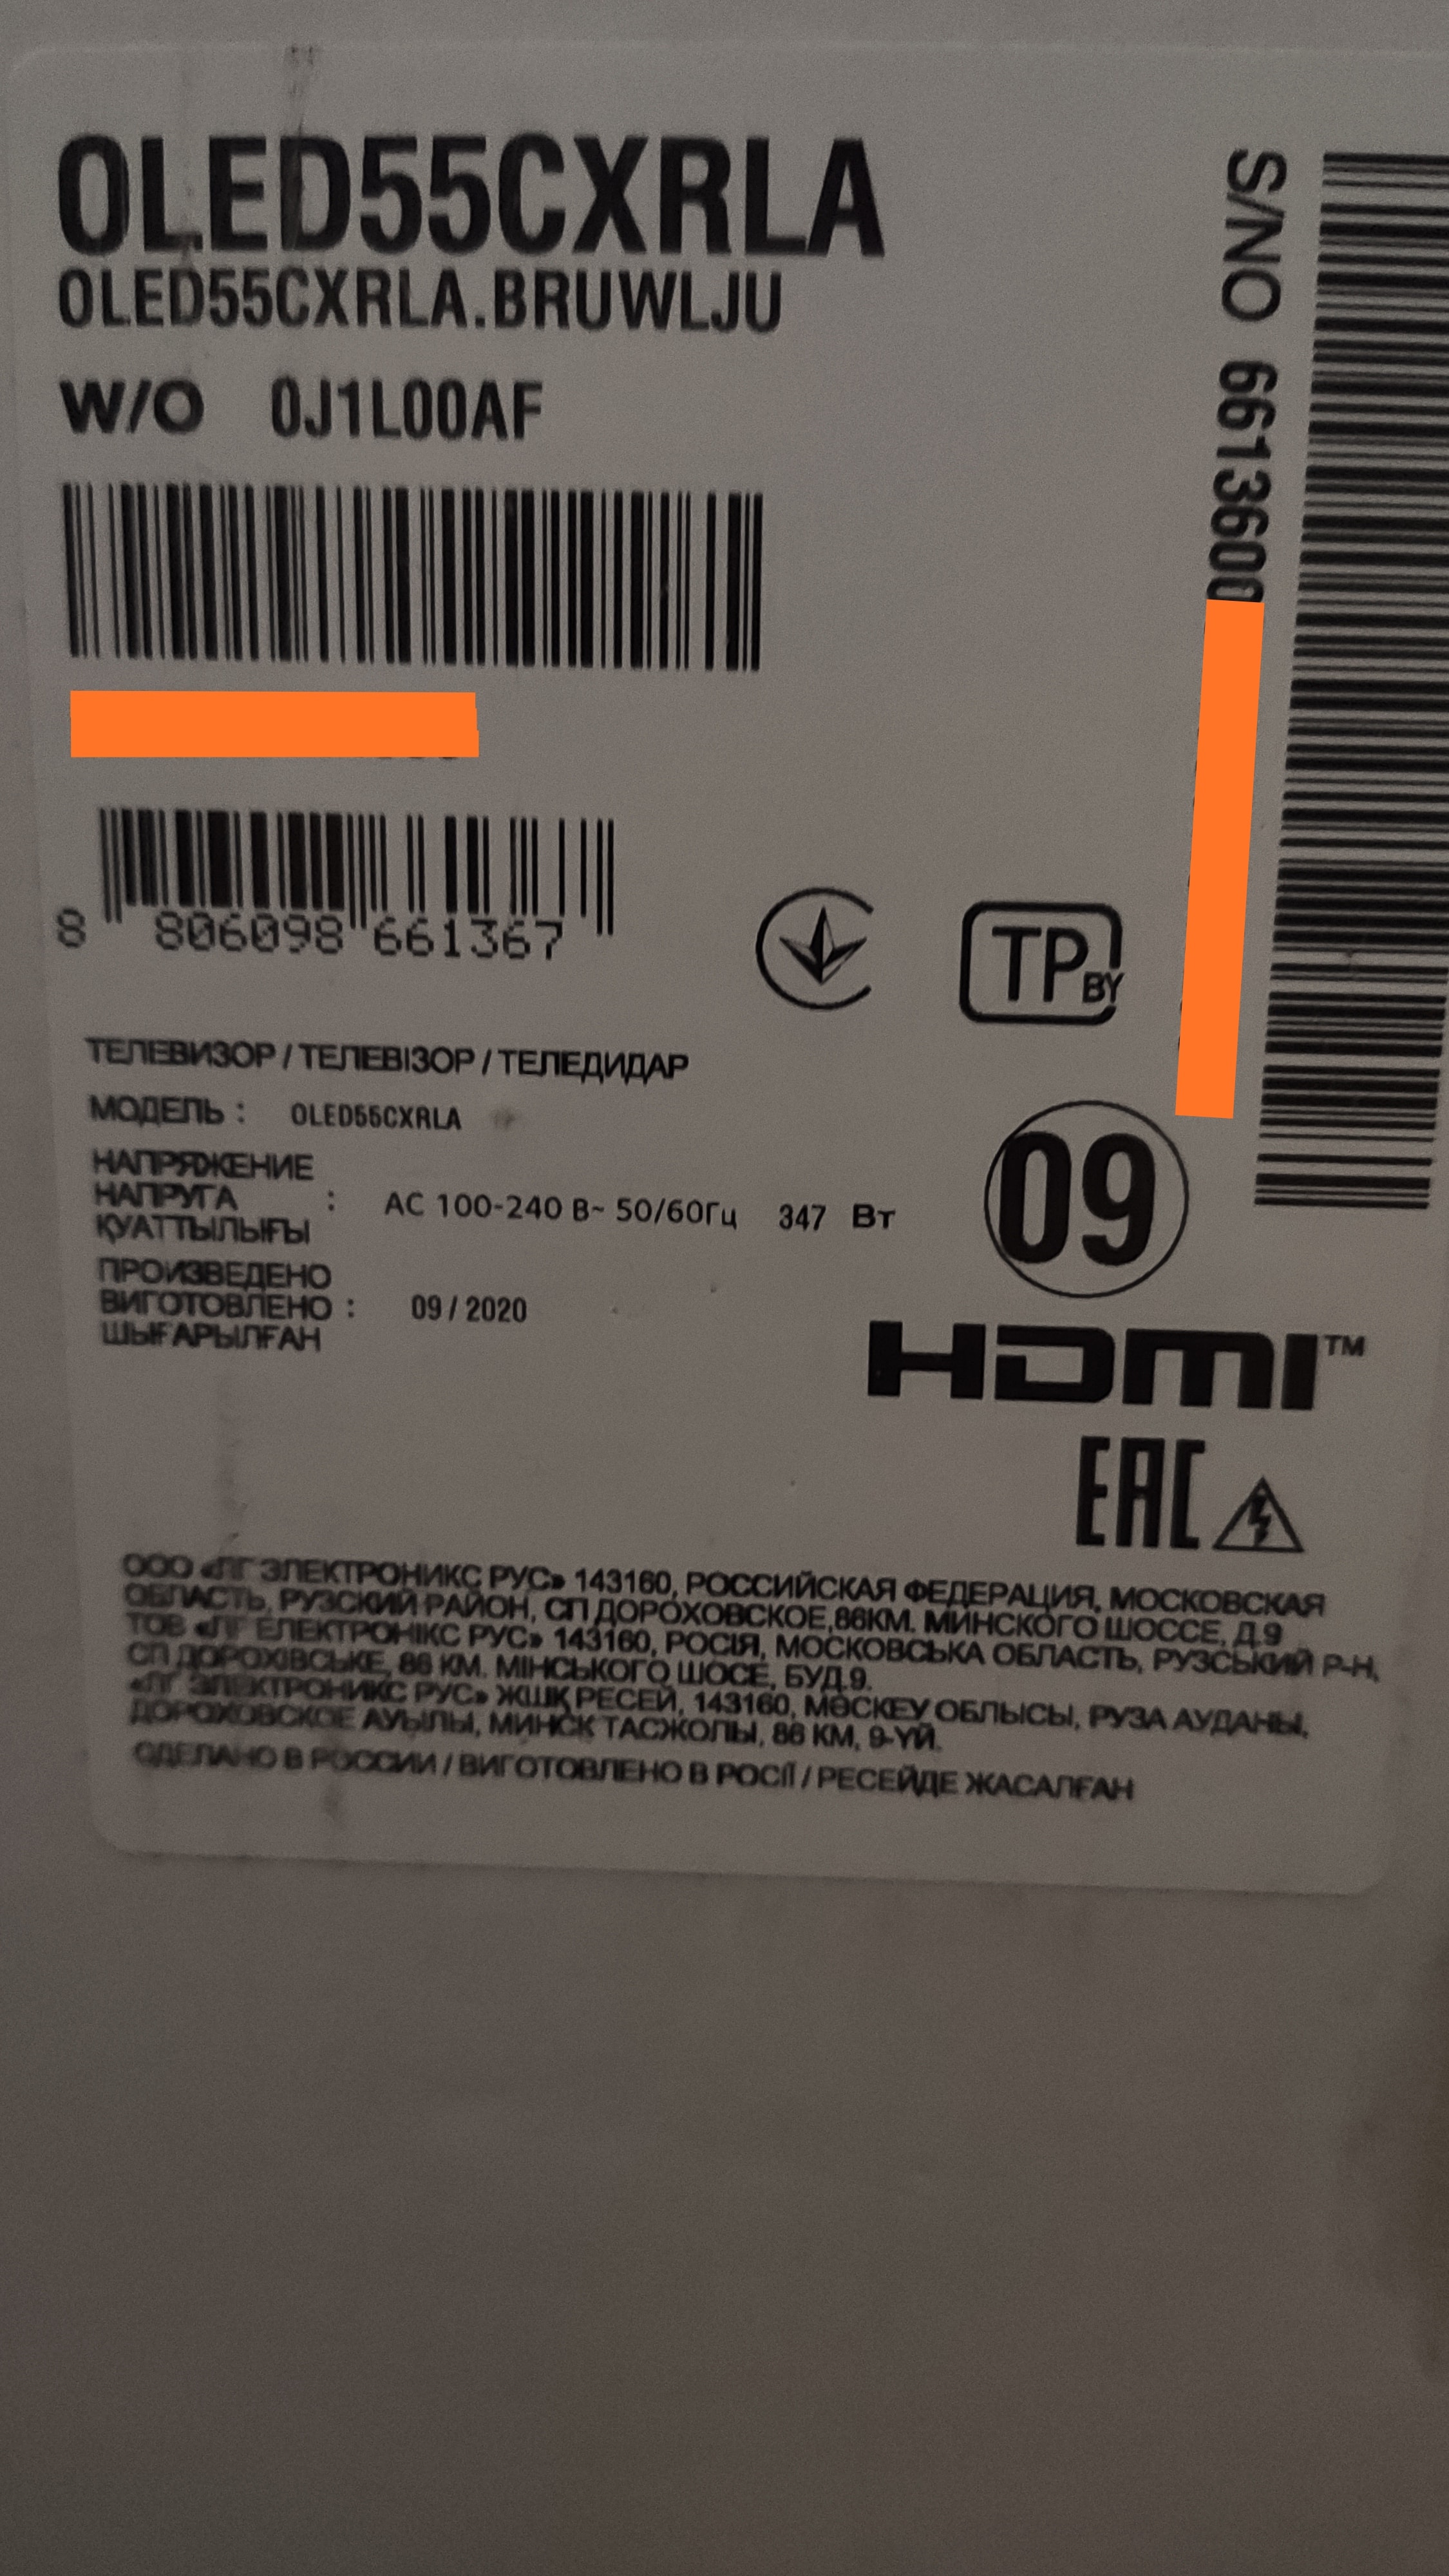 OLED55CXRLA
OLED55CXRLA.BRUWLJU
W/O 0J1L00AF
S/NO 6613600
8 806098 661367
TP BY
ТЕЛЕВИЗОР / ТЕЛЕВІЗОР / ТЕЛЕДИДАР
МОДЕЛЬ : OLED55CXRLA
НАПРЯЖЕНИЕ
НАПРУГА : AC 100-240 В~ 50/60Гц 347 Вт
ҚУАТТЫЛЫҒЫ
ПРОИЗВЕДЕНО
ВИГОТОВЛЕНО : 09 / 2020
ШЫҒАРЫЛҒАН
09
HDMI™
EAC
ООО «ЛГ ЭЛЕКТРОНИКС РУС» 143160, РОССИЙСКАЯ ФЕДЕРАЦИЯ, МОСКОВСКАЯ
ОБЛАСТЬ, РУЗСКИЙ РАЙОН, СП ДОРОХОВСКОЕ,86КМ. МИНСКОГО ШОССЕ, Д.9
ТОВ «ЛГ ЕЛЕКТРОНІКС РУС» 143160, РОСІЯ, МОСКОВСЬКА ОБЛАСТЬ, РУЗСЬКИЙ Р-Н,
СП ДОРОХІВСЬКЕ, 86 КМ. МІНСЬКОГО ШОСЕ, БУД.9.
«ЛГ ЭЛЕКТРОНИКС РУС» ЖШҚ РЕСЕЙ, 143160, МӘСКЕУ ОБЛЫСЫ, РУЗА АУДАНЫ,
ДОРОХОВСКОЕ АУЫЛЫ, МИНСК ТАСЖОЛЫ, 86 КМ, 9-ҮЙ.
СДЕЛАНО В РОССИИ / ВИГОТОВЛЕНО В РОСІЇ / РЕСЕЙДЕ ЖАСАЛҒАН